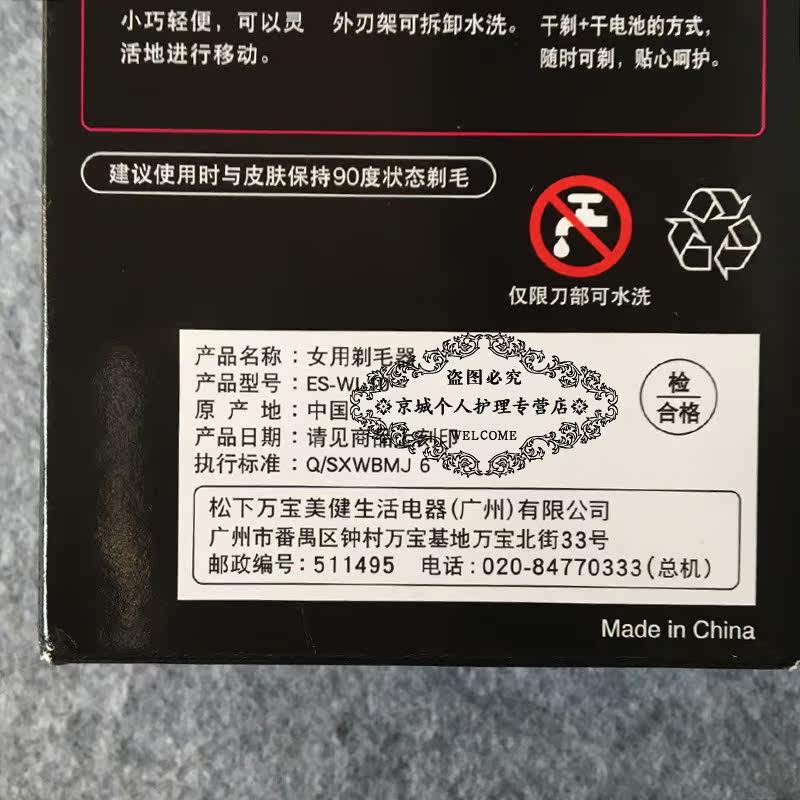 小巧轻便，可以灵
活地进行移动。
外刃架可拆卸水洗。
干剃+干电池的方式，
随时可剃，贴心呵护。
建议使用时与皮肤保持90度状态剃毛
仅限刀部可水洗
产品名称：女用剃毛器
产品型号：ES-WL
原 产 地：中国
产品日期：请见商品上刻印
执行标准：Q/SXWBMJ 6
检
合格
盗图必究
京城个人护理专营店
WELCOME
松下万宝美健生活电器(广州)有限公司
广州市番禺区钟村万宝基地万宝北街33号
邮政编号：511495 电话：020-84770333(总机)
Made in China